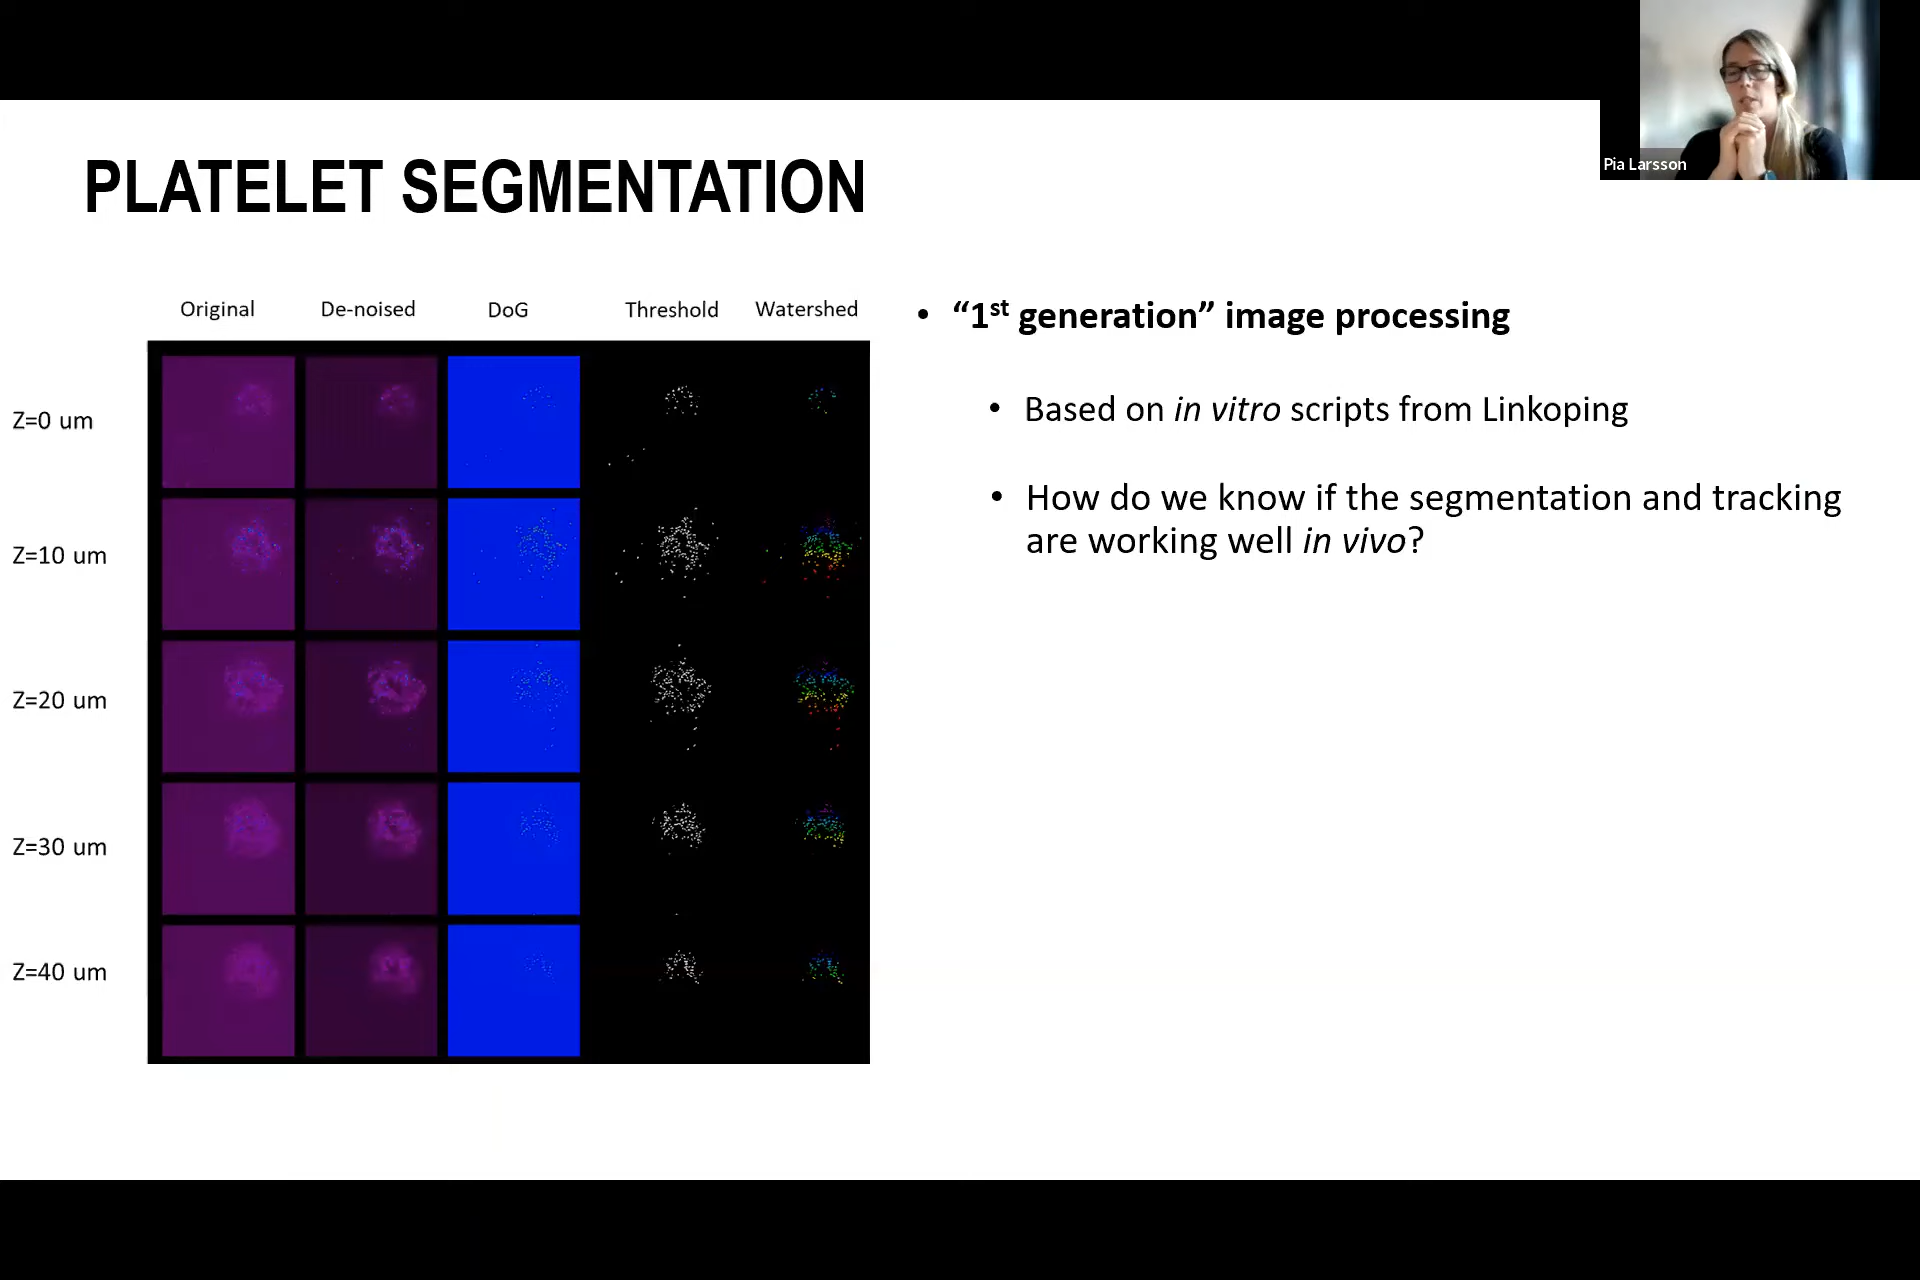 Pia Larsson
PLATELET SEGMENTATION
Original De-noised DoG Threshold Watershed
Z=0 um
Z=10 um
Z=20 um
Z=30 um
Z=40 um
• “1st generation” image processing
• Based on in vitro scripts from Linkoping
• How do we know if the segmentation and tracking
are working well in vivo?